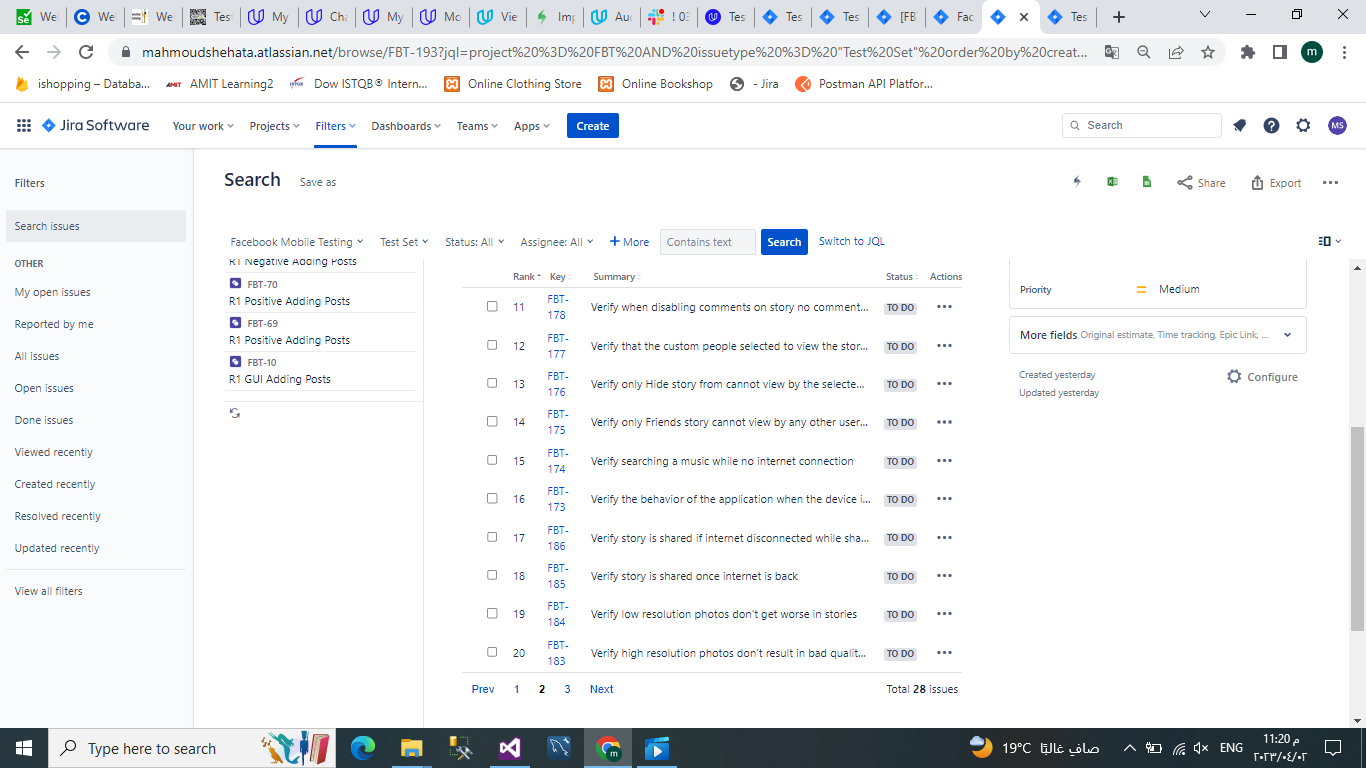 We
We
We
Test
My
Cha
My
Mo
Vie
Imp
Auc
! 03
Tes
Tes
Tes
[FB
Fac
Tes
mahmoudshehata.atlassian.net/browse/FBT-193?jql=project%20%3D%20FBT%20AND%20issuetype%20%3D%20"Test%20Set"%20order%20by%20creat...
m
ishopping – Databa...
AMIT Learning2
Dow ISTQB® Intern...
Online Clothing Store
Online Bookshop
- Jira
Postman API Platfor...
Jira Software
Your work
Projects
Filters
Dashboards
Teams
Apps
Create
Search
MS
Filters
Search issues
OTHER
My open issues
Reported by me
All issues
Open issues
Done issues
Viewed recently
Created recently
Resolved recently
Updated recently
View all filters
Search
Save as
Share
Export
Facebook Mobile Testing
Test Set
Status: All
Assignee: All
+ More
Contains text
Search
Switch to JQL
R1 Negative Adding Posts
FBT-70
R1 Positive Adding Posts
FBT-69
R1 Positive Adding Posts
FBT-10
R1 GUI Adding Posts
Rank Key Summary Status Actions
11 FBT-178 Verify when disabling comments on story no comment... TO DO
12 FBT-177 Verify that the custom people selected to view the stor... TO DO
13 FBT-176 Verify only Hide story from cannot view by the selecte... TO DO
14 FBT-175 Verify only Friends story cannot view by any other user... TO DO
15 FBT-174 Verify searching a music while no internet connection TO DO
16 FBT-173 Verify the behavior of the application when the device i... TO DO
17 FBT-186 Verify story is shared if internet disconnected while sha... TO DO
18 FBT-185 Verify story is shared once internet is back TO DO
19 FBT-184 Verify low resolution photos don't get worse in stories TO DO
20 FBT-183 Verify high resolution photos don't result in bad qualit... TO DO
Prev 1 2 3 Next
Total 28 issues
Priority
Medium
More fields Original estimate, Time tracking, Epic Link, ...
Created yesterday
Updated yesterday
Configure
Type here to search
19°C صاف غالبًا
ENG
11:20 م
٢٠٢٣/٠٤/٠٢